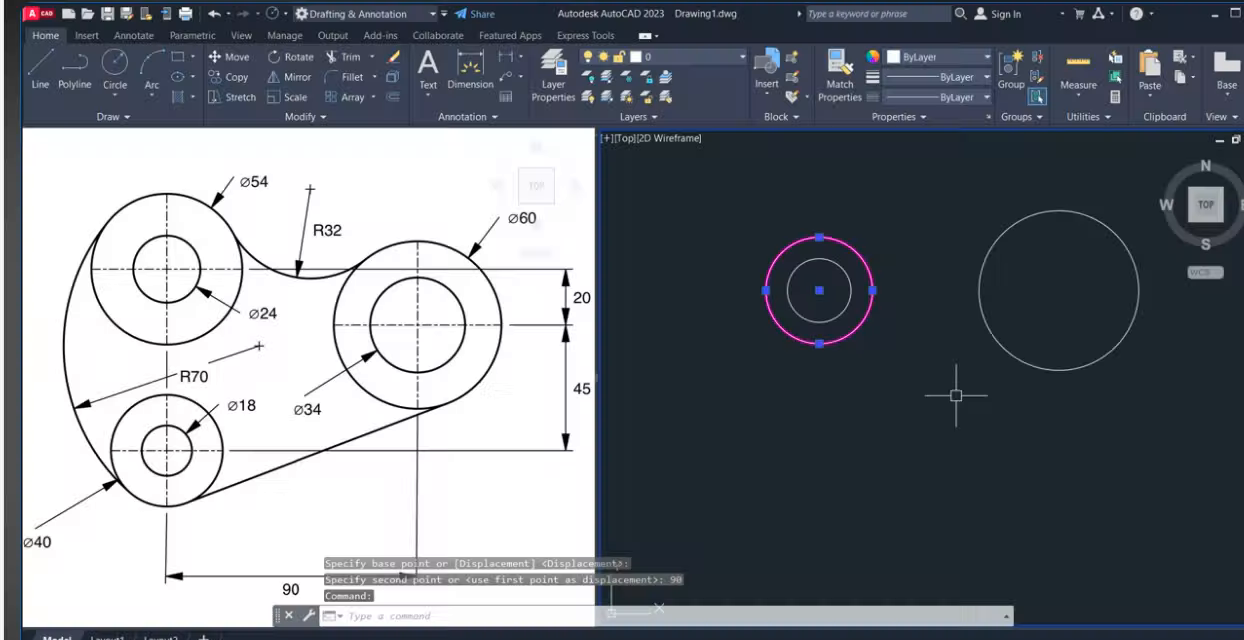 A CAD Drafting & Annotation Share Autodesk AutoCAD 2023 Drawing1.dwg Type a keyword or phrase Sign In
Home Insert Annotate Parametric View Manage Output Add-ins Collaborate Featured Apps Express Tools
Line Polyline Circle Arc
Move Rotate Trim
Copy Mirror Fillet
Stretch Scale Array
Text Dimension
Layer Properties
0
Insert
Match Properties
ByLayer
ByLayer
ByLayer
Group
Measure
Paste
Base
Draw Modify Annotation Layers Block Properties Groups Utilities Clipboard View
[+][Top][2D Wireframe]
TOP
N
W TOP E
S
WCS
⌀54
R32
⌀60
20
⌀24
R70
45
⌀18
⌀34
⌀40
90
Specify base point or [Displacement] <Displacement>:
Specify second point or <use first point as displacement>: 90
Command:
Type a command
X
Model Layout1 Layout2 +